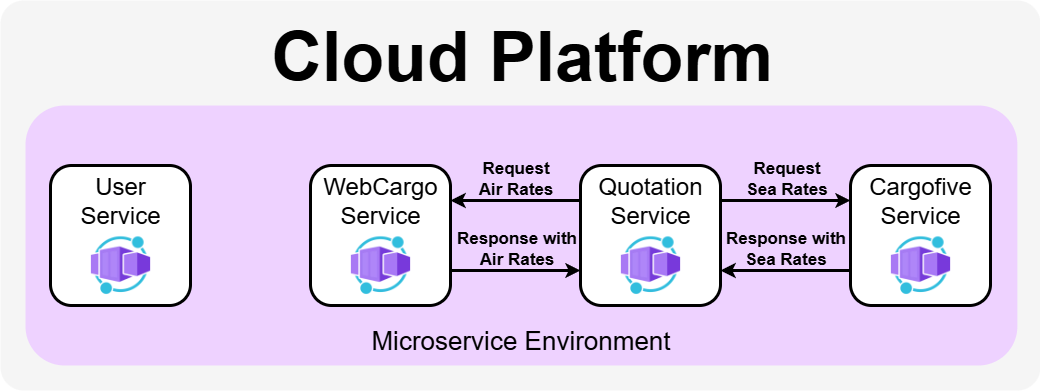 Cloud Platform
User
Service
WebCargo
Service
Request
Air Rates
Response with
Air Rates
Quotation
Service
Request
Sea Rates
Response with
Sea Rates
Cargofive
Service
Microservice Environment